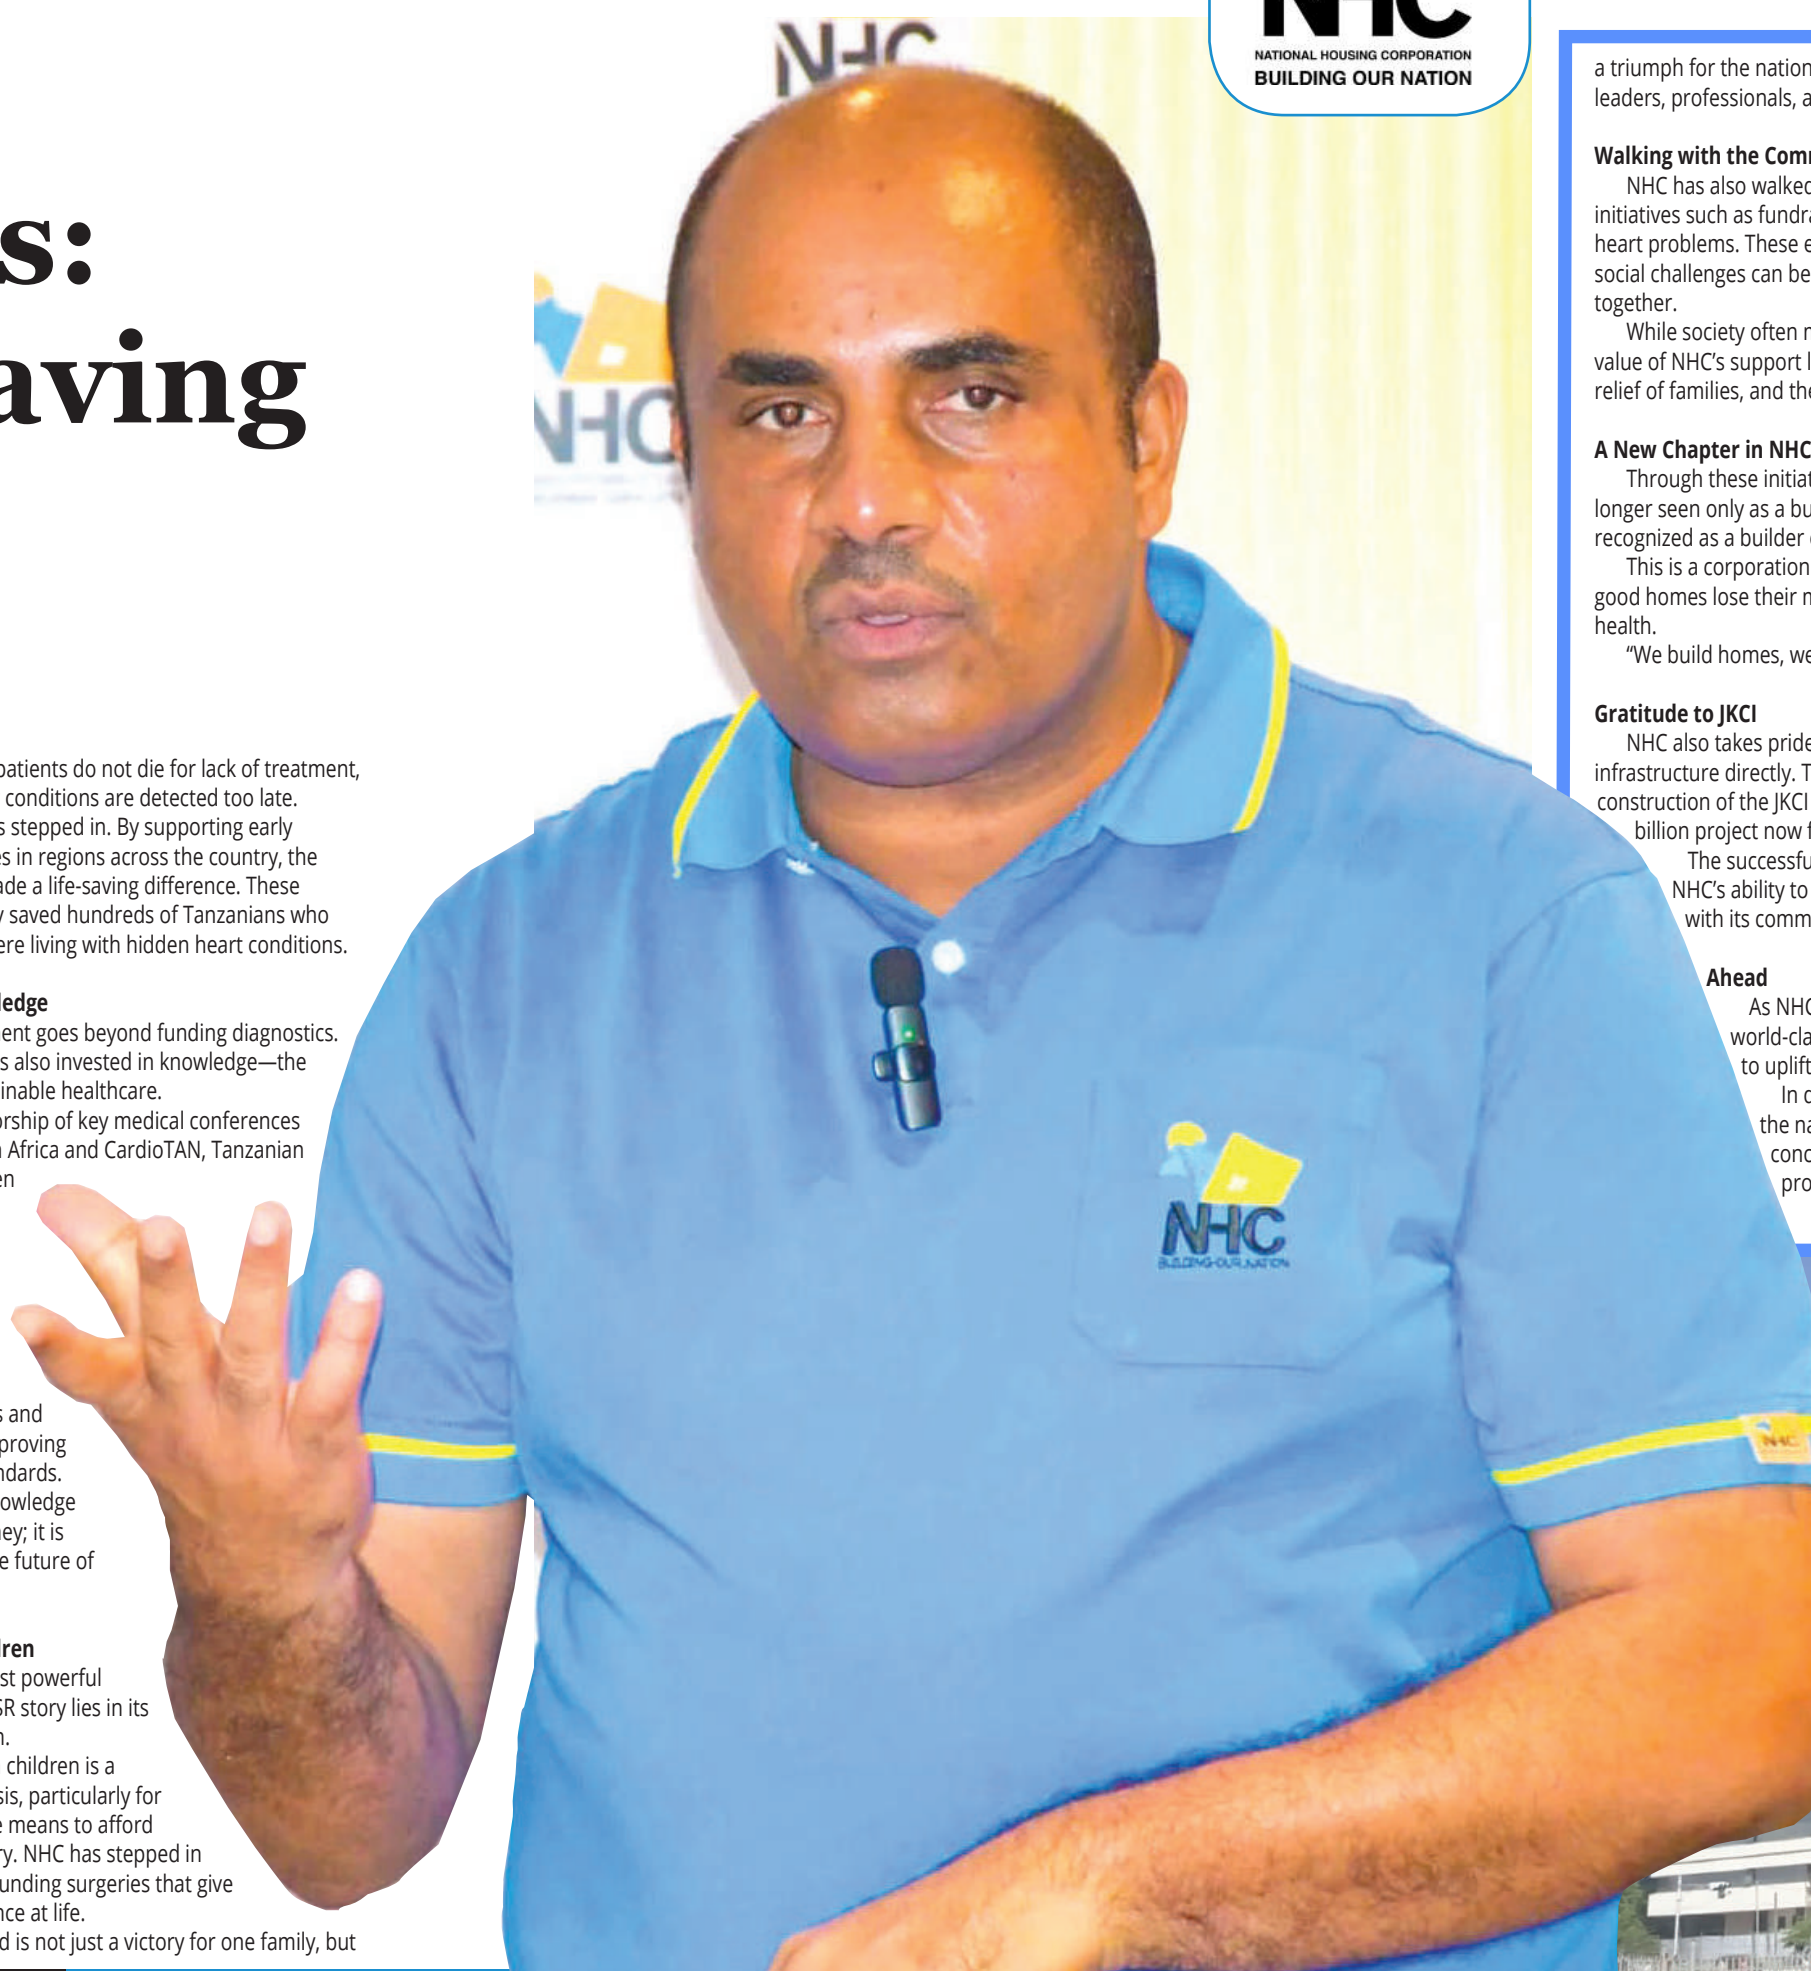 s:
aving
patients do not die for lack of treatment,
conditions are detected too late.
s stepped in. By supporting early
es in regions across the country, the
ade a life-saving difference. These
y saved hundreds of Tanzanians who
ere living with hidden heart conditions.
ledge
ent goes beyond funding diagnostics.
s also invested in knowledge—the
inable healthcare.
orship of key medical conferences
n Africa and CardioTAN, Tanzanian
en
s and
proving
ndards.
owledge
ney; it is
e future of
dren
st powerful
SR story lies in its
n.
children is a
sis, particularly for
e means to afford
ry. NHC has stepped in
unding surgeries that give
nce at life.
d is not just a victory for one family, but
NHC
NHC
NHC
NATIONAL HOUSING CORPORATION
BUILDING OUR NATION
NHC
BUILDING OUR NATION
NHC
a triumph for the nation
leaders, professionals, a
Walking with the Com
NHC has also walked
initiatives such as fundra
heart problems. These e
social challenges can be
together.
While society often r
value of NHC’s support l
relief of families, and the
A New Chapter in NHC
Through these initiat
longer seen only as a bu
recognized as a builder
This is a corporation
good homes lose their m
health.
“We build homes, we
Gratitude to JKCI
NHC also takes pride
infrastructure directly. T
construction of the JKCI
billion project now f
The successfu
NHC’s ability to
with its comm
Ahead
As NHC
world-cla
to uplift
In c
the na
conc
pro